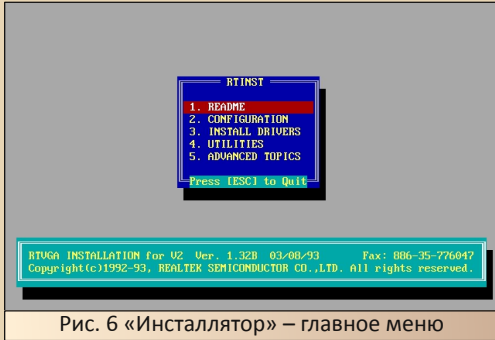 RTINST
1. README
2. CONFIGURATION
3. INSTALL DRIVERS
4. UTILITIES
5. ADVANCED TOPICS
Press [ESC] to Quit
RTVGA INSTALLATION for V2 Ver. 1.32B 03/08/93 Fax: 886-35-776047
Copyright(c)1992-93, REALTEK SEMICONDUCTOR CO.,LTD. All rights reserved.
Рис. 6 «Инсталлятор» – главное меню